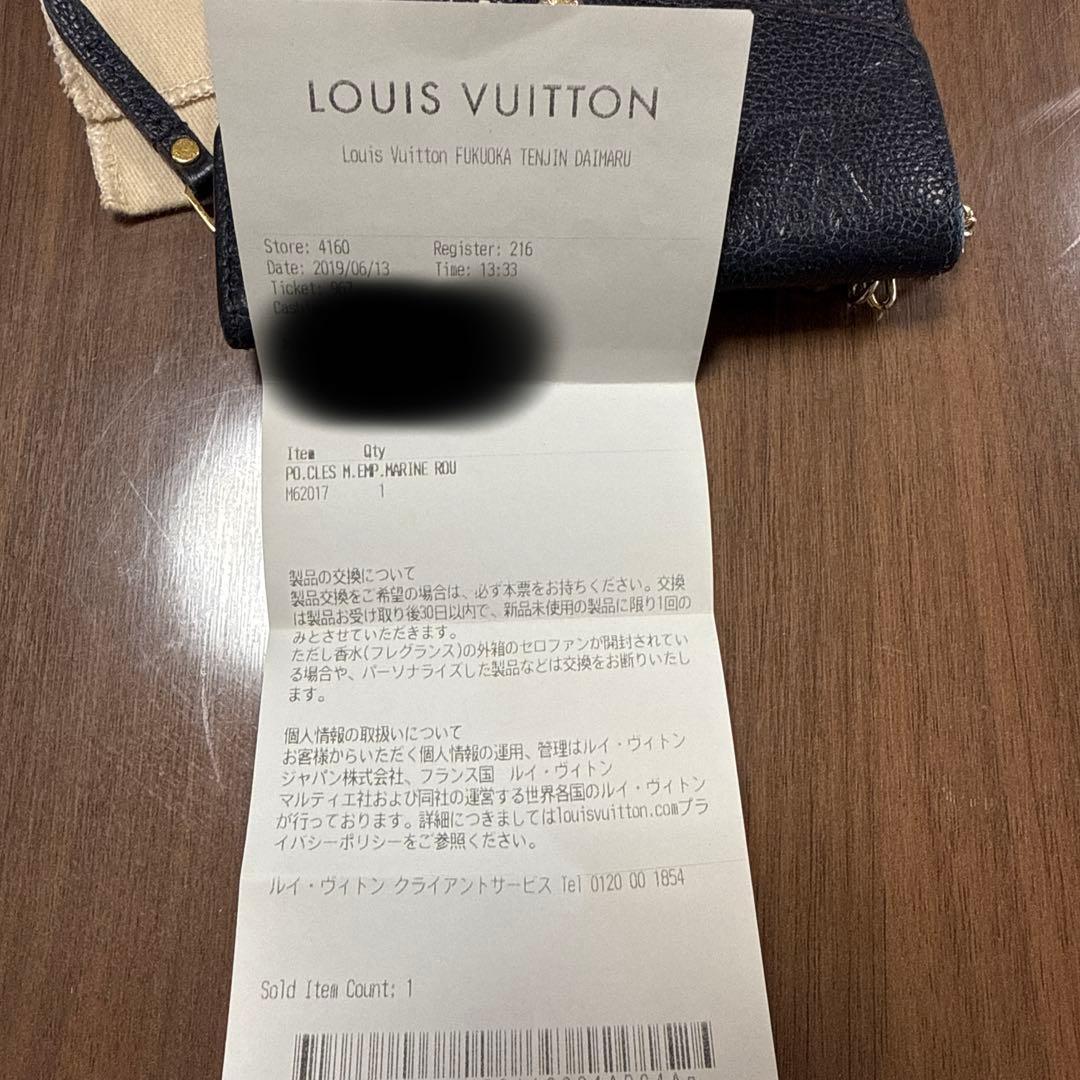 LOUIS VUITTON
Louis Vuitton FUKUOKA TENJIN DAIMARU
Store: 4160 Register: 216
Date: 2019/06/13 Time: 13:33
Ticket: 967
Item Qty
PO.CLES M.EMP.MARINE ROU
M62017 1
製品の交換について
製品交換をご希望の場合は、必ず本票をお持ちください。交換
は製品お受け取り後30日以内で、新品未使用の製品に限り1回の
みとさせていただきます。
ただし香水(フレグランス)の外箱のセロファンが開封されてい
る場合や、パーソナライズした製品などは交換をお断りいたし
ます。
個人情報の取扱いについて
お客様からいただく個人情報の運用、管理はルイ・ヴィトン
ジャパン株式会社、フランス国 ルイ・ヴィトン
マルティエ社および同社の運営する世界各国のルイ・ヴィトン
が行っております。詳細につきましてはlouisvuitton.comプラ
イバシーポリシーをご参照ください。
ルイ・ヴィトン クライアントサービス Tel 0120 00 1854
Sold Item Count: 1